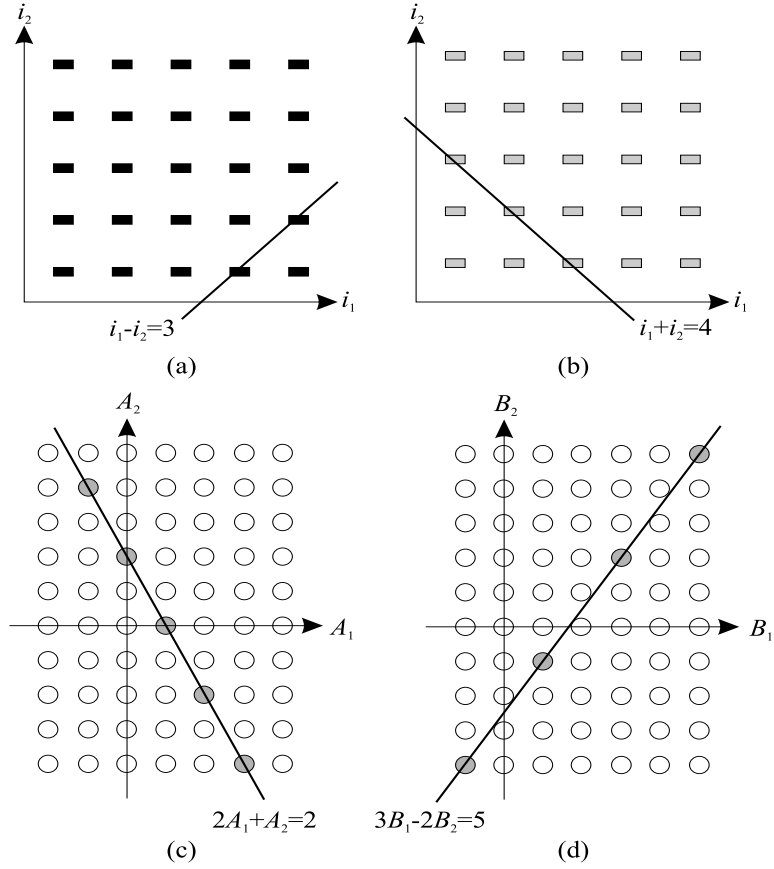 i₂ i₂
i₁ i₁
i₁-i₂=3 i₁+i₂=4
(a) (b)
A₂ B₂
A₁ B₁
2A₁+A₂=2 3B₁-2B₂=5
(c) (d)